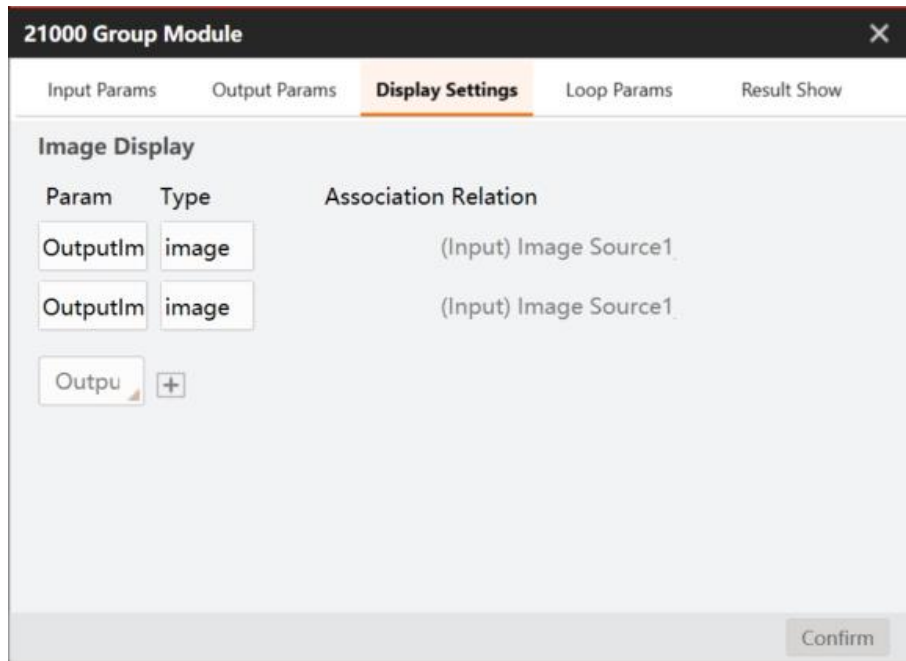 21000 Group Module
Input Params Output Params Display Settings Loop Params Result Show
Image Display
Param Type Association Relation
OutputIm image (Input) Image Source1
OutputIm image (Input) Image Source1
Outpu
Confirm